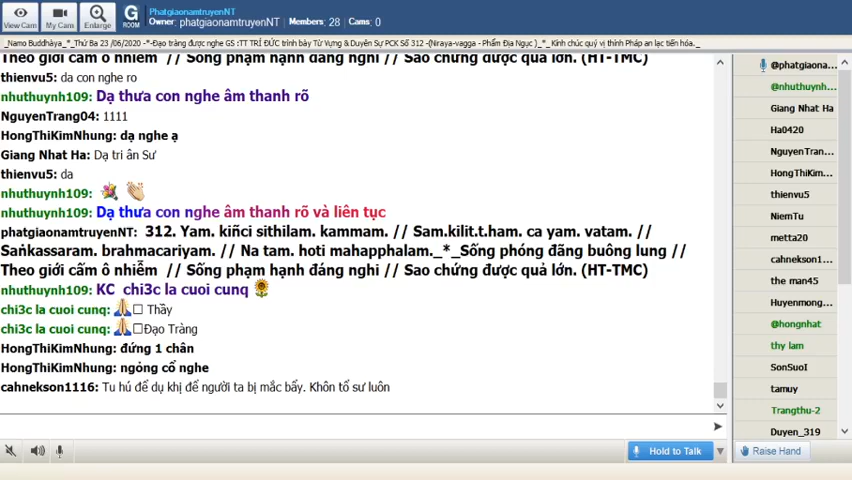 View Cam
My Cam
Enlarge
G
ROOM
PhatgiaonamtruyenNT
Owner: phatgiaonamtruyenNT Members: 28 Cams: 0
_Namo Buddhàya_*_Thứ Ba 23 /06/2020 -*-Đạo tràng được nghe GS :TT TRÍ ĐỨC trình bày Từ Vựng & Duyên Sự PCK Số 312 -(Niraya-vagga - Phẩm Địa Ngục )_*_ Kính chúc quý vị thính Pháp an lạc tiến hóa._
Theo giới cấm ô nhiễm // Sống phạm hạnh đáng nghi // Sao chứng được quả lớn. (HT-TMC)
thienvu5: da con nghe ro
nhuthuynh109: Dạ thưa con nghe âm thanh rõ
NguyenTrang04: 1111
HongThiKimNhung: dạ nghe ạ
Giang Nhat Ha: Dạ tri ân Sư
thienvu5: da
nhuthuynh109:
nhuthuynh109: Dạ thưa con nghe âm thanh rõ và liên tục
phatgiaonamtruyenNT: 312. Yam. kiñci sithilam. kammam. // Sam.kilit.t.ham. ca yam. vatam. //
Saṅkassaram. brahmacariyam. // Na tam. hoti mahapphalam._*_Sống phóng đãng buông lung //
Theo giới cấm ô nhiễm // Sống phạm hạnh đáng nghi // Sao chứng được quả lớn. (HT-TMC)
nhuthuynh109: KC chi3c la cuoi cunq
chi3c la cuoi cunq: Thầy
chi3c la cuoi cunq: Đạo Tràng
HongThiKimNhung: đứng 1 chân
HongThiKimNhung: ngỏng cổ nghe
cahnekson1116: Tu hú để dụ khị để người ta bị mắc bẩy. Khôn tổ sư luôn
@phatgiaona...
@nhuthuynh...
Giang Nhat Ha
Ha0420
NguyenTran...
HongThiKim...
thienvu5
NiemTu
metta20
cahnekson1...
the man45
Huyenmong...
@hongnhat
thy lam
SonSuoI
tamuy
Trangthu-2
Duyen_319
Hold to Talk
Raise Hand